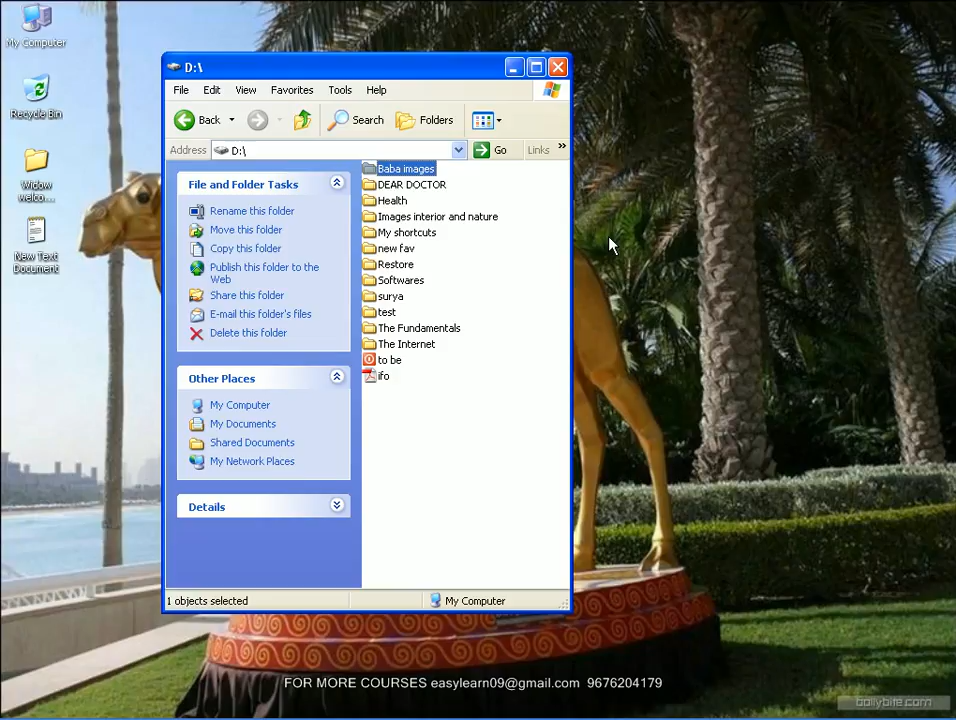 My Computer
Recycle Bin
Widow
welco...
New Text
Document
D:\
File Edit View Favorites Tools Help
Back Search Folders
Address D:\ Go Links »
File and Folder Tasks
Rename this folder
Move this folder
Copy this folder
Publish this folder to the
Web
Share this folder
E-mail this folder's files
Delete this folder
Other Places
My Computer
My Documents
Shared Documents
My Network Places
Details
Baba images
DEAR DOCTOR
Health
Images interior and nature
My shortcuts
new fav
Restore
Softwares
surya
test
The Fundamentals
The Internet
to be
ifo
1 objects selected
My Computer
FOR MORE COURSES easylearn09@gmail.com 9676204179
bollybite.com